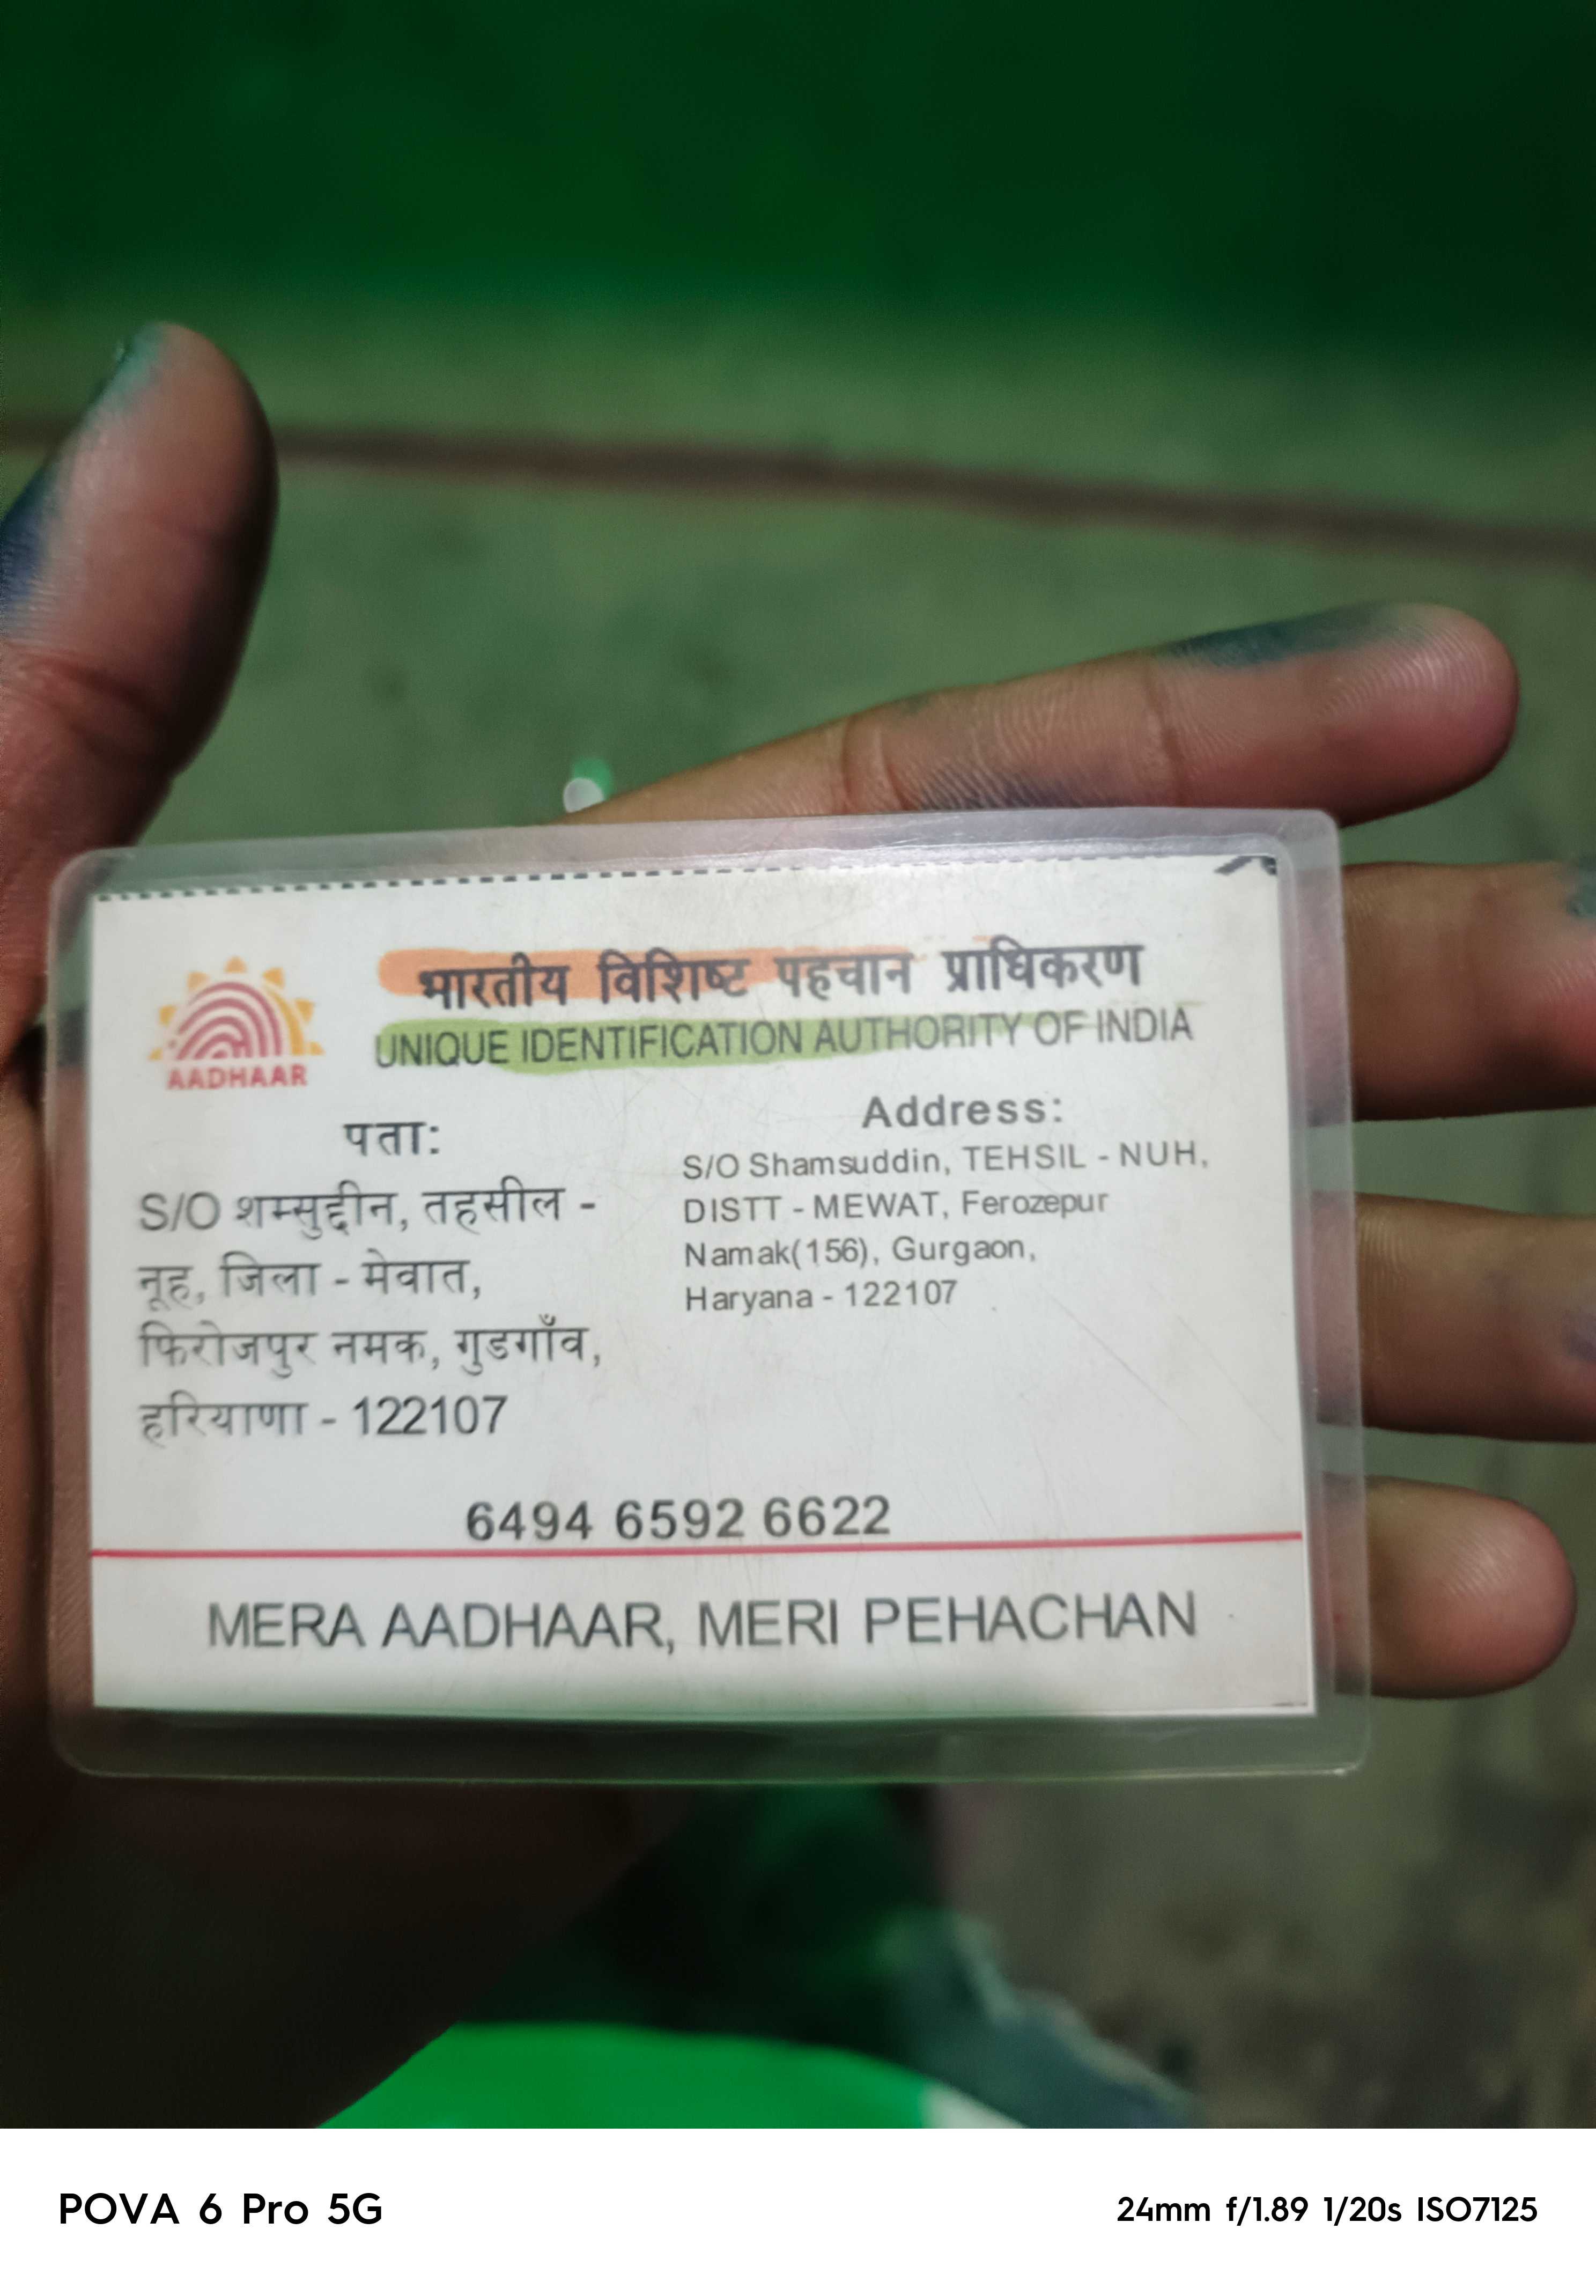 भारतीय विशिष्ट पहचान प्राधिकरण
UNIQUE IDENTIFICATION AUTHORITY OF INDIA
AADHAAR
पता:
S/O शम्सुद्दीन, तहसील -
नूह, जिला - मेवात,
फिरोजपुर नमक, गुडगाँव,
हरियाणा - 122107
Address:
S/O Shamsuddin, TEHSIL - NUH,
DISTT - MEWAT, Ferozepur
Namak(156), Gurgaon,
Haryana - 122107
6494 6592 6622
MERA AADHAAR, MERI PEHACHAN
POVA 6 Pro 5G
24mm f/1.89 1/20s ISO7125